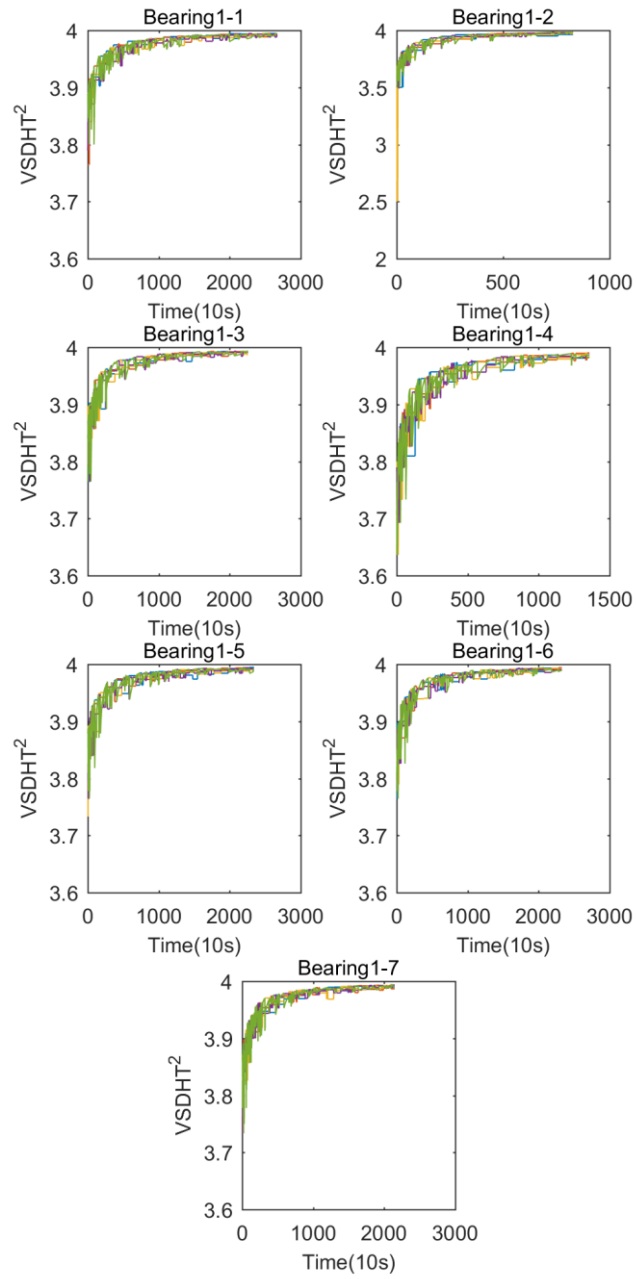 Bearing1-1 Bearing1-2
4 4
3.9 3.5
3.8 3
3.7 2.5
3.6 2
VSDHT² VSDHT²
0 1000 2000 3000 0 500 1000
Time(10s) Time(10s)
Bearing1-3 Bearing1-4
4 4
3.9 3.9
3.8 3.8
3.7 3.7
3.6 3.6
VSDHT² VSDHT²
0 1000 2000 3000 0 500 1000 1500
Time(10s) Time(10s)
Bearing1-5 Bearing1-6
4 4
3.9 3.9
3.8 3.8
3.7 3.7
3.6 3.6
VSDHT² VSDHT²
0 1000 2000 3000 0 1000 2000 3000
Time(10s) Time(10s)
Bearing1-7
4
3.9
3.8
3.7
3.6
VSDHT²
0 1000 2000 3000
Time(10s)